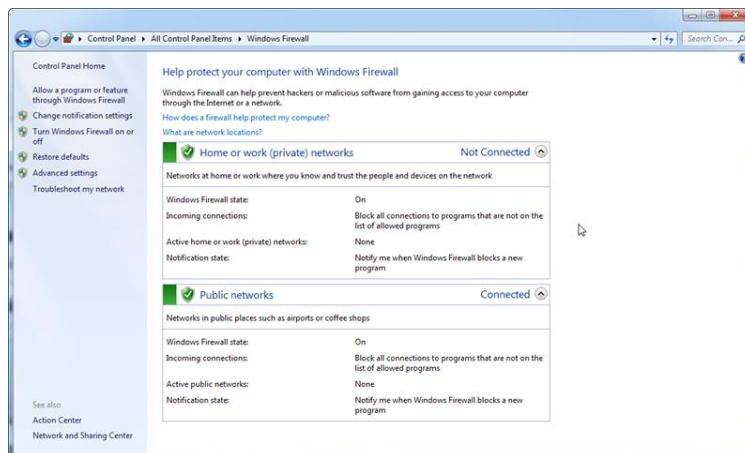 Control Panel ▸ All Control Panel Items ▸ Windows Firewall
Search Con...
Control Panel Home
Allow a program or feature
through Windows Firewall
Change notification settings
Turn Windows Firewall on or
off
Restore defaults
Advanced settings
Troubleshoot my network
See also
Action Center
Network and Sharing Center
Help protect your computer with Windows Firewall
Windows Firewall can help prevent hackers or malicious software from gaining access to your computer
through the Internet or a network.
How does a firewall help protect my computer?
What are network locations?
Home or work (private) networks Not Connected
Networks at home or work where you know and trust the people and devices on the network
Windows Firewall state: On
Incoming connections: Block all connections to programs that are not on the
list of allowed programs
Active home or work (private) networks: None
Notification state: Notify me when Windows Firewall blocks a new
program
Public networks Connected
Networks in public places such as airports or coffee shops
Windows Firewall state: On
Incoming connections: Block all connections to programs that are not on the
list of allowed programs
Active public networks: None
Notification state: Notify me when Windows Firewall blocks a new
program